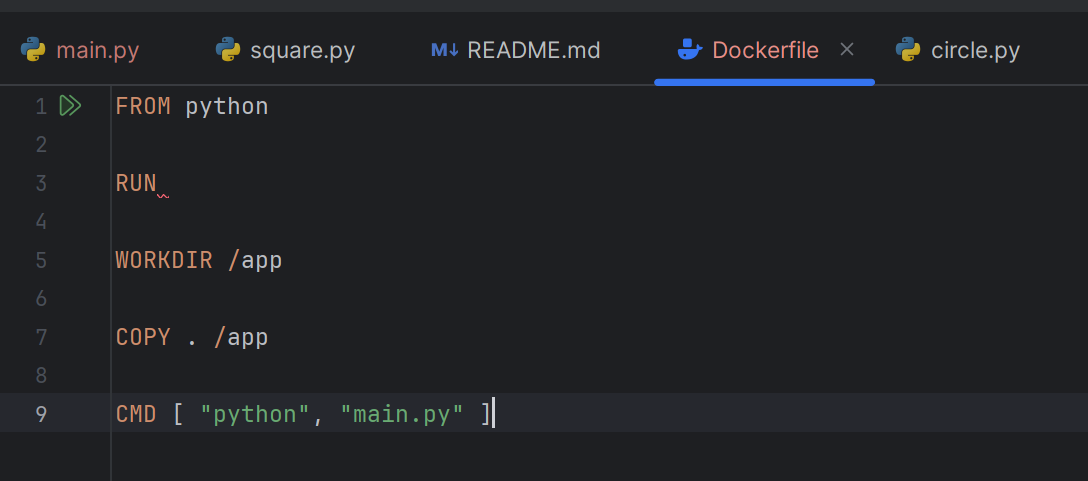 main.py square.py M↓ README.md Dockerfile × circle.py
1 FROM python
2
3 RUN
4
5 WORKDIR /app
6
7 COPY . /app
8
9 CMD [ "python", "main.py" ]